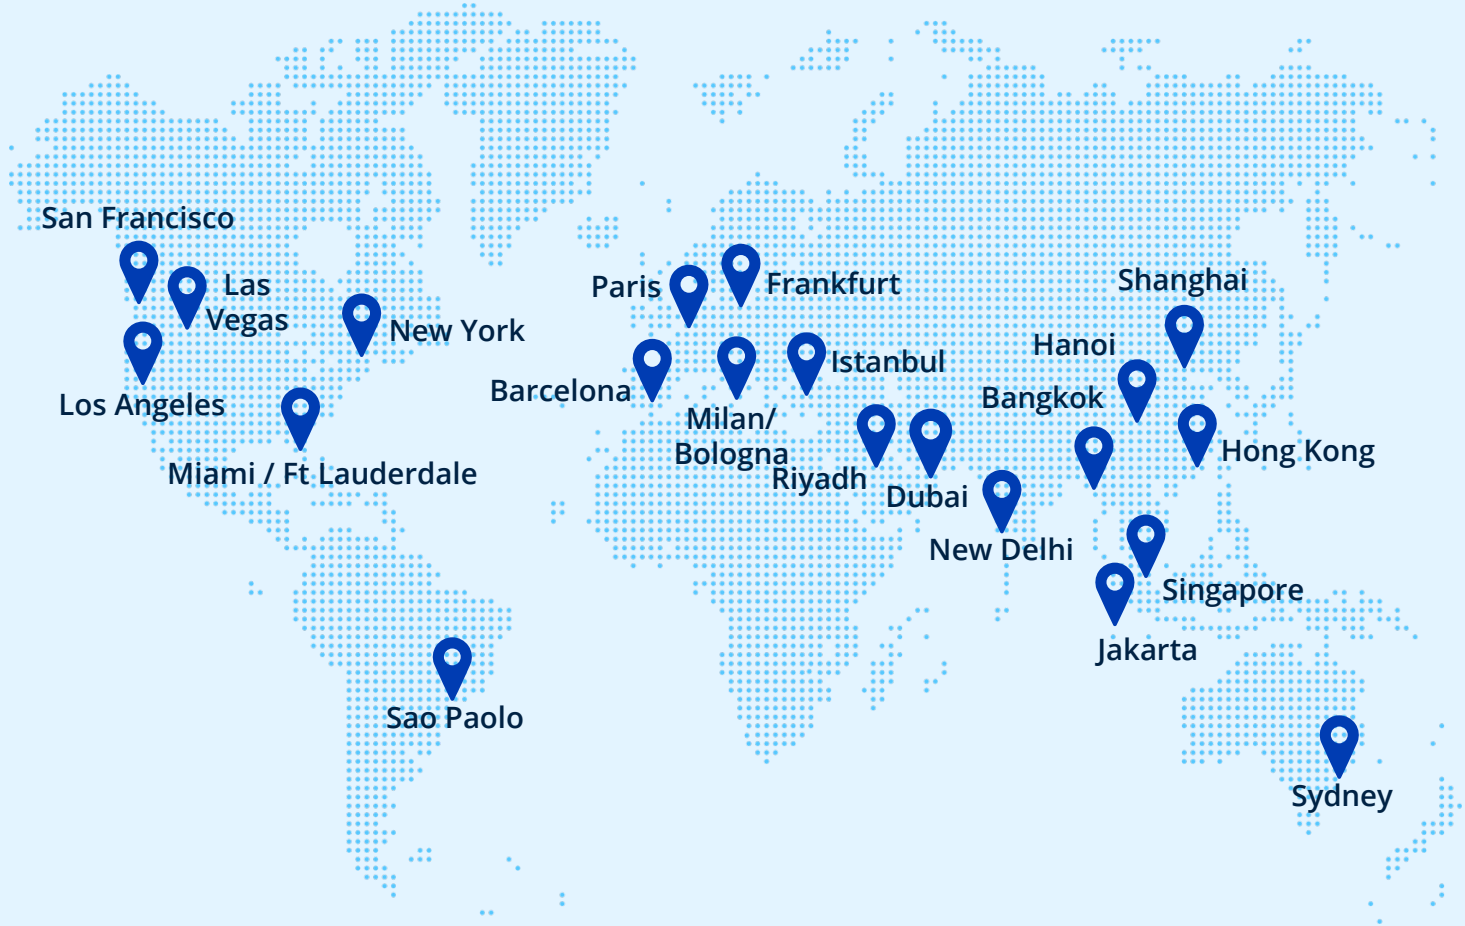 San Francisco
Las
Vegas
New York
Los Angeles
Miami / Ft Lauderdale
Sao Paolo
Paris
Frankfurt
Barcelona
Milan/
Bologna
Istanbul
Riyadh
Dubai
New Delhi
Shanghai
Hanoi
Bangkok
Hong Kong
Singapore
Jakarta
Sydney